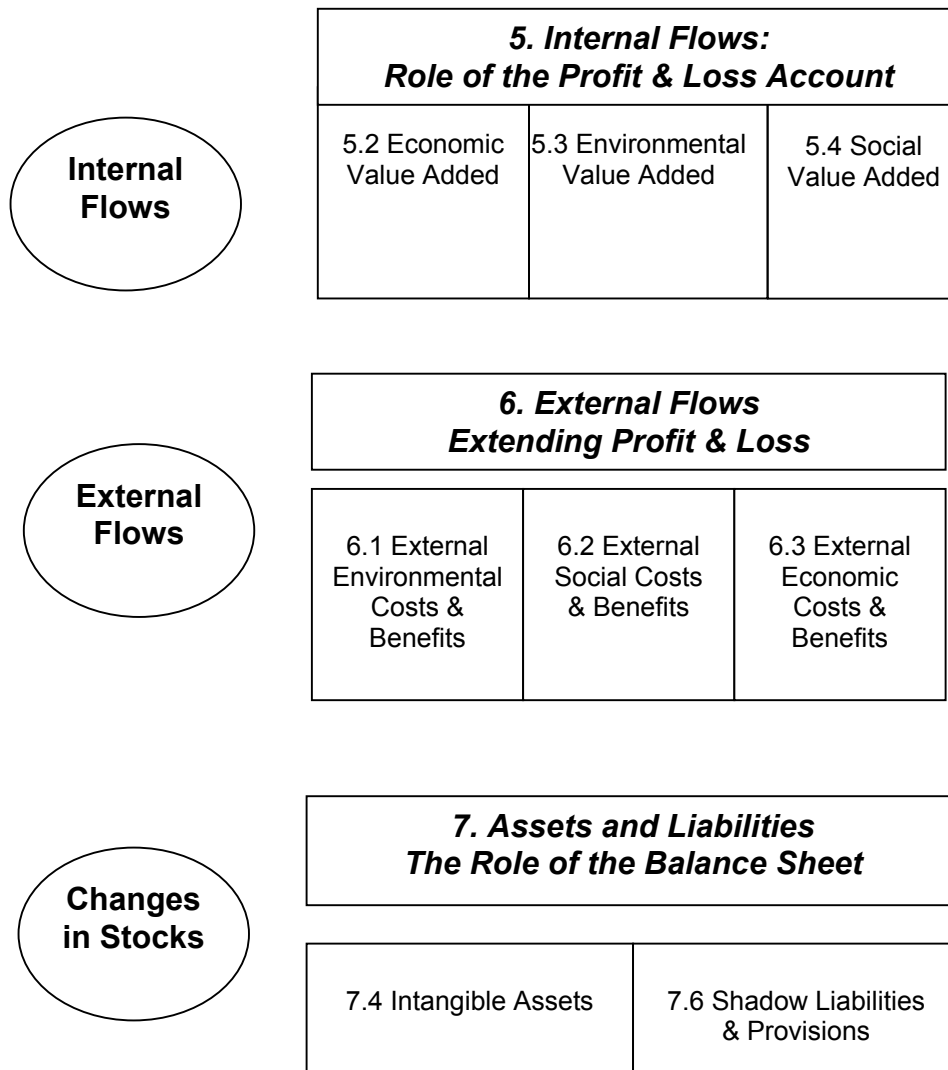 5. Internal Flows:
Role of the Profit & Loss Account
Internal
Flows
5.2 Economic
Value Added
5.3 Environmental
Value Added
5.4 Social
Value Added
6. External Flows
Extending Profit & Loss
External
Flows
6.1 External
Environmental
Costs &
Benefits
6.2 External
Social Costs
& Benefits
6.3 External
Economic
Costs &
Benefits
7. Assets and Liabilities
The Role of the Balance Sheet
Changes
in Stocks
7.4 Intangible Assets
7.6 Shadow Liabilities
& Provisions